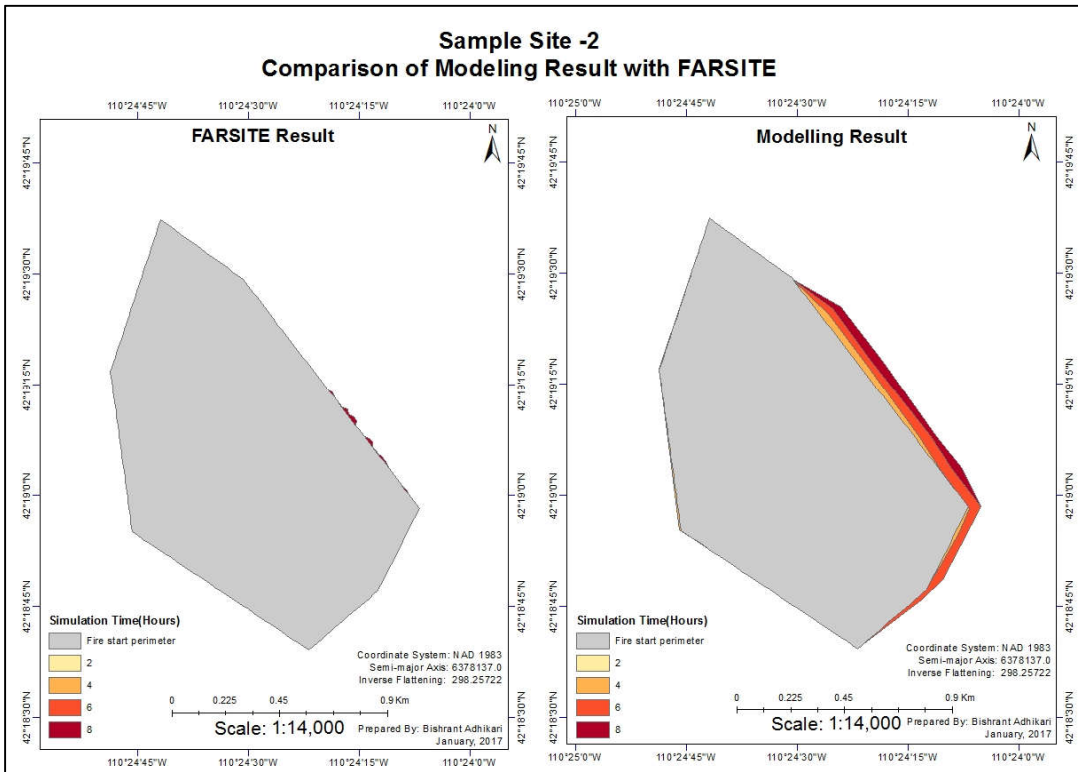 Sample Site -2
Comparison of Modeling Result with FARSITE
110°24'45"W 110°24'30"W 110°24'15"W 110°24'0"W
FARSITE Result
N
42°19'45"N
42°19'30"N
42°19'15"N
42°19'0"N
42°18'45"N
42°18'30"N
42°19'45"N
42°19'30"N
42°19'15"N
42°19'0"N
42°18'45"N
42°18'30"N
Simulation Time(Hours)
Fire start perimeter
2
4
6
8
Coordinate System: NAD 1983
Semi-major Axis: 6378137.0
Inverse Flattening: 298.25722
0 0.225 0.45 0.9 Km
Scale: 1:14,000
Prepared By: Bishrant Adhikari
January, 2017
110°24'45"W 110°24'30"W 110°24'15"W 110°24'0"W
110°25'0"W 110°24'45"W 110°24'30"W 110°24'15"W 110°24'0"W
Modelling Result
N
42°19'45"N
42°19'30"N
42°19'15"N
42°19'0"N
42°18'45"N
42°18'30"N
42°19'45"N
42°19'30"N
42°19'15"N
42°19'0"N
42°18'45"N
42°18'30"N
Simulation Time(Hours)
Fire start perimeter
2
4
6
8
Coordinate System: NAD 1983
Semi-major Axis: 6378137.0
Inverse Flattening: 298.25722
0 0.225 0.45 0.9 Km
Scale: 1:14,000
Prepared By: Bishrant Adhikari
January, 2017
110°25'0"W 110°24'45"W 110°24'30"W 110°24'15"W 110°24'0"W